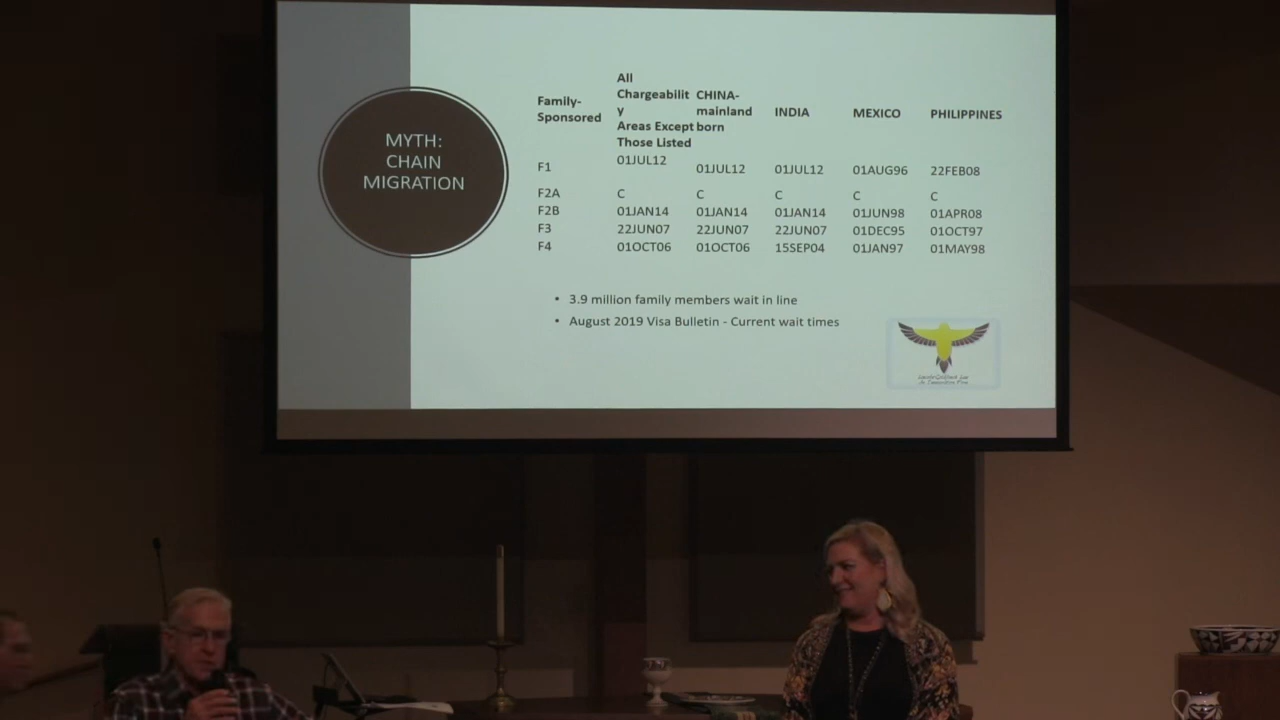 MYTH:
CHAIN
MIGRATION
Family-
Sponsored
All
Chargeabilit
y
Areas Except
Those Listed
CHINA-
mainland
born
INDIA
MEXICO
PHILIPPINES
F1 01JUL12 01JUL12 01JUL12 01AUG96 22FEB08
F2A C C C C C
F2B 01JAN14 01JAN14 01JAN14 01JUN98 01APR08
F3 22JUN07 22JUN07 22JUN07 01DEC95 01OCT97
F4 01OCT06 01OCT06 15SEP04 01JAN97 01MAY98
• 3.9 million family members wait in line
• August 2019 Visa Bulletin - Current wait times